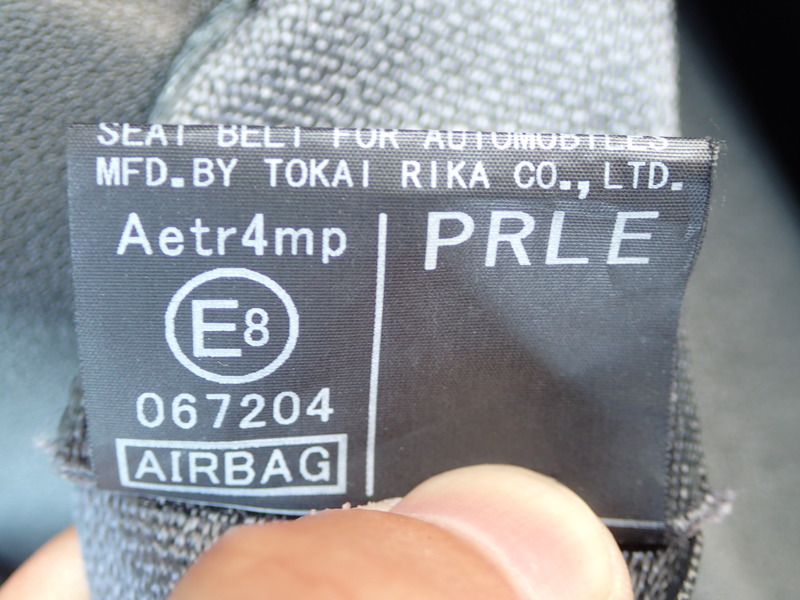 SEAT BELT FOR AUTOMOBILES
MFD.BY TOKAI RIKA CO.,LTD.
Aetr4mp
PRLE
E8
067204
AIRBAG